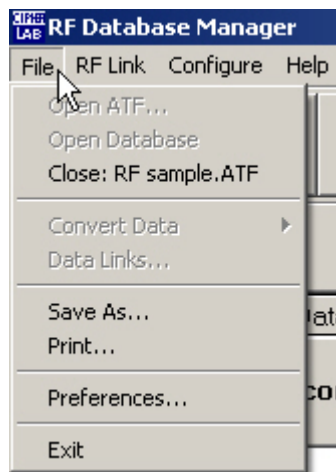 CIPHER LAB RF Database Manager
File RF Link Configure Help
Open ATF...
Open Database
Close: RF sample.ATF
Convert Data
Data Links...
Save As...
Print...
Preferences...
Exit